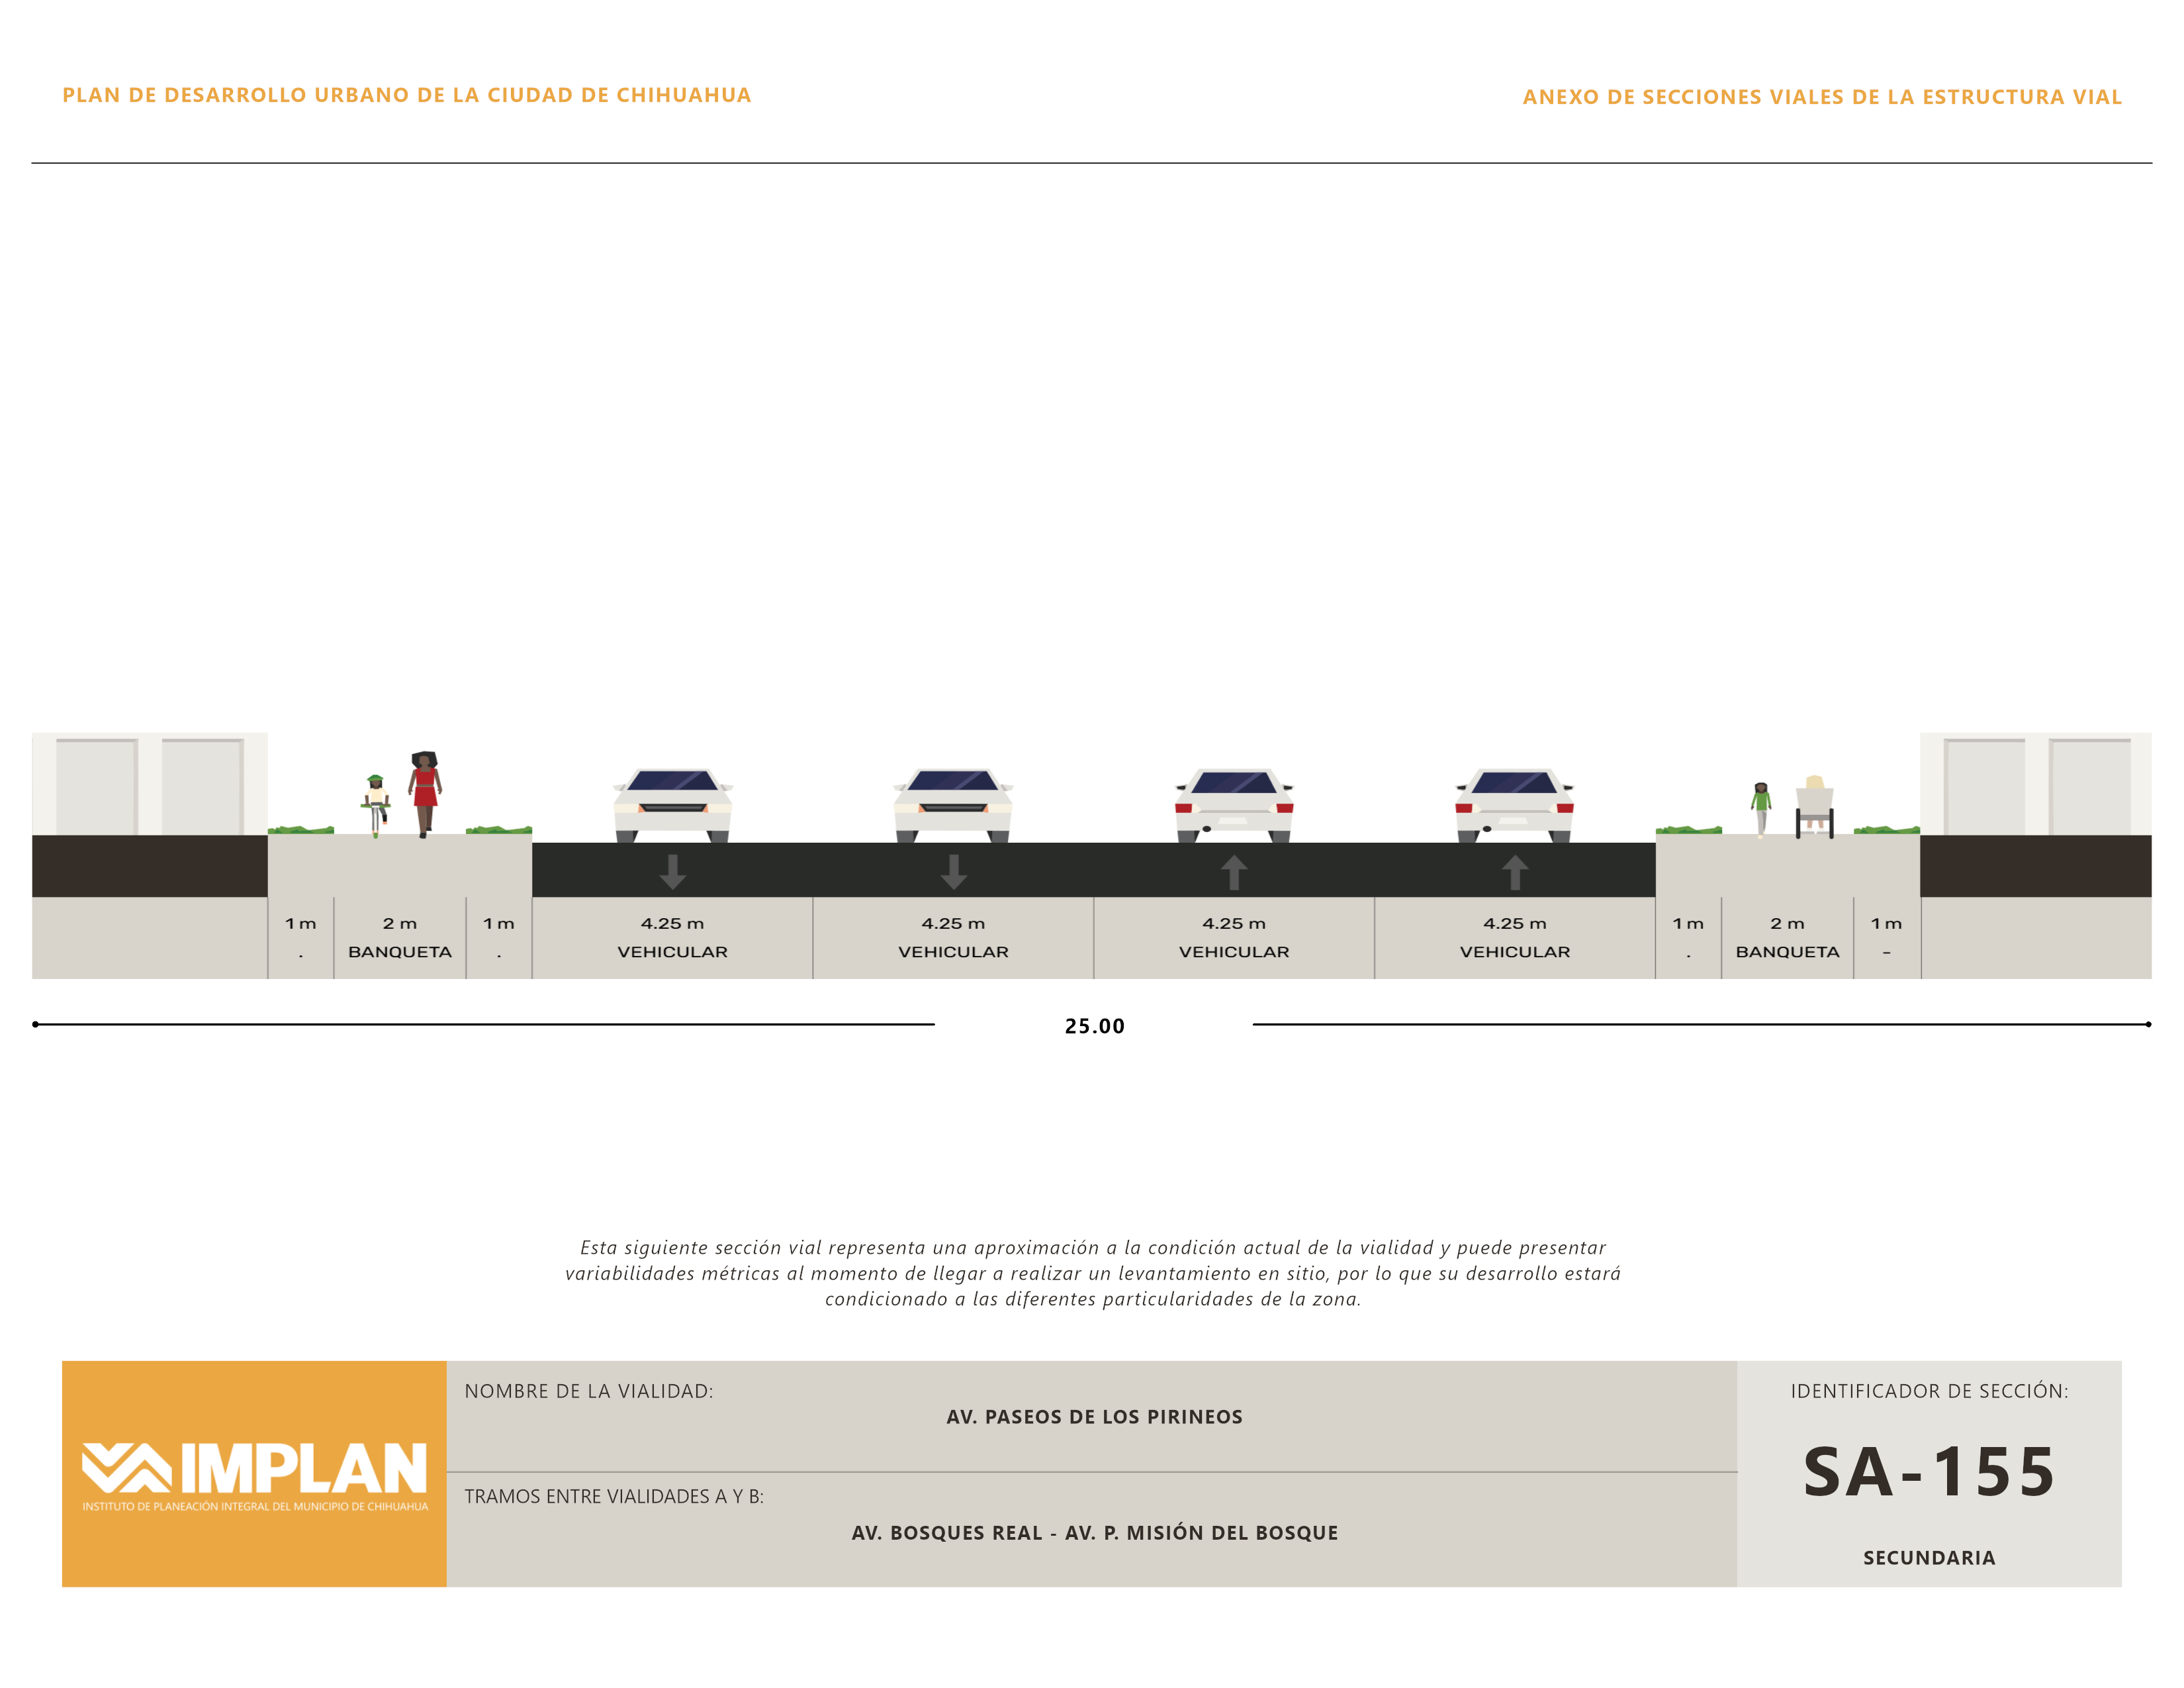 PLAN DE DESARROLLO URBANO DE LA CIUDAD DE CHIHUAHUA
ANEXO DE SECCIONES VIALES DE LA ESTRUCTURA VIAL
1 m 2 m 1 m 4.25 m 4.25 m 4.25 m 4.25 m 1 m 2 m 1 m
. BANQUETA . VEHICULAR VEHICULAR VEHICULAR VEHICULAR . BANQUETA -
25.00
Esta siguiente sección vial representa una aproximación a la condición actual de la vialidad y puede presentar
variabilidades métricas al momento de llegar a realizar un levantamiento en sitio, por lo que su desarrollo estará
condicionado a las diferentes particularidades de la zona.
IMPLAN
INSTITUTO DE PLANEACIÓN INTEGRAL DEL MUNICIPIO DE CHIHUAHUA
NOMBRE DE LA VIALIDAD:
AV. PASEOS DE LOS PIRINEOS
TRAMOS ENTRE VIALIDADES A Y B:
AV. BOSQUES REAL - AV. P. MISIÓN DEL BOSQUE
IDENTIFICADOR DE SECCIÓN:
SA-155
SECUNDARIA